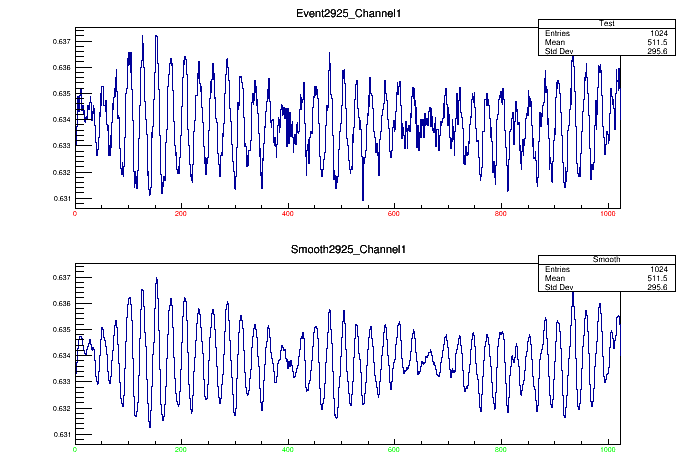 Event2925_Channel1
Test
Entries 1024
Mean 511.5
Std Dev 295.6
0.637
0.636
0.635
0.634
0.633
0.632
0.631
0 200 400 600 800 1000
Smooth2925_Channel1
Smooth
Entries 1024
Mean 511.5
Std Dev 295.6
0.637
0.636
0.635
0.634
0.633
0.632
0.631
0 200 400 600 800 1000